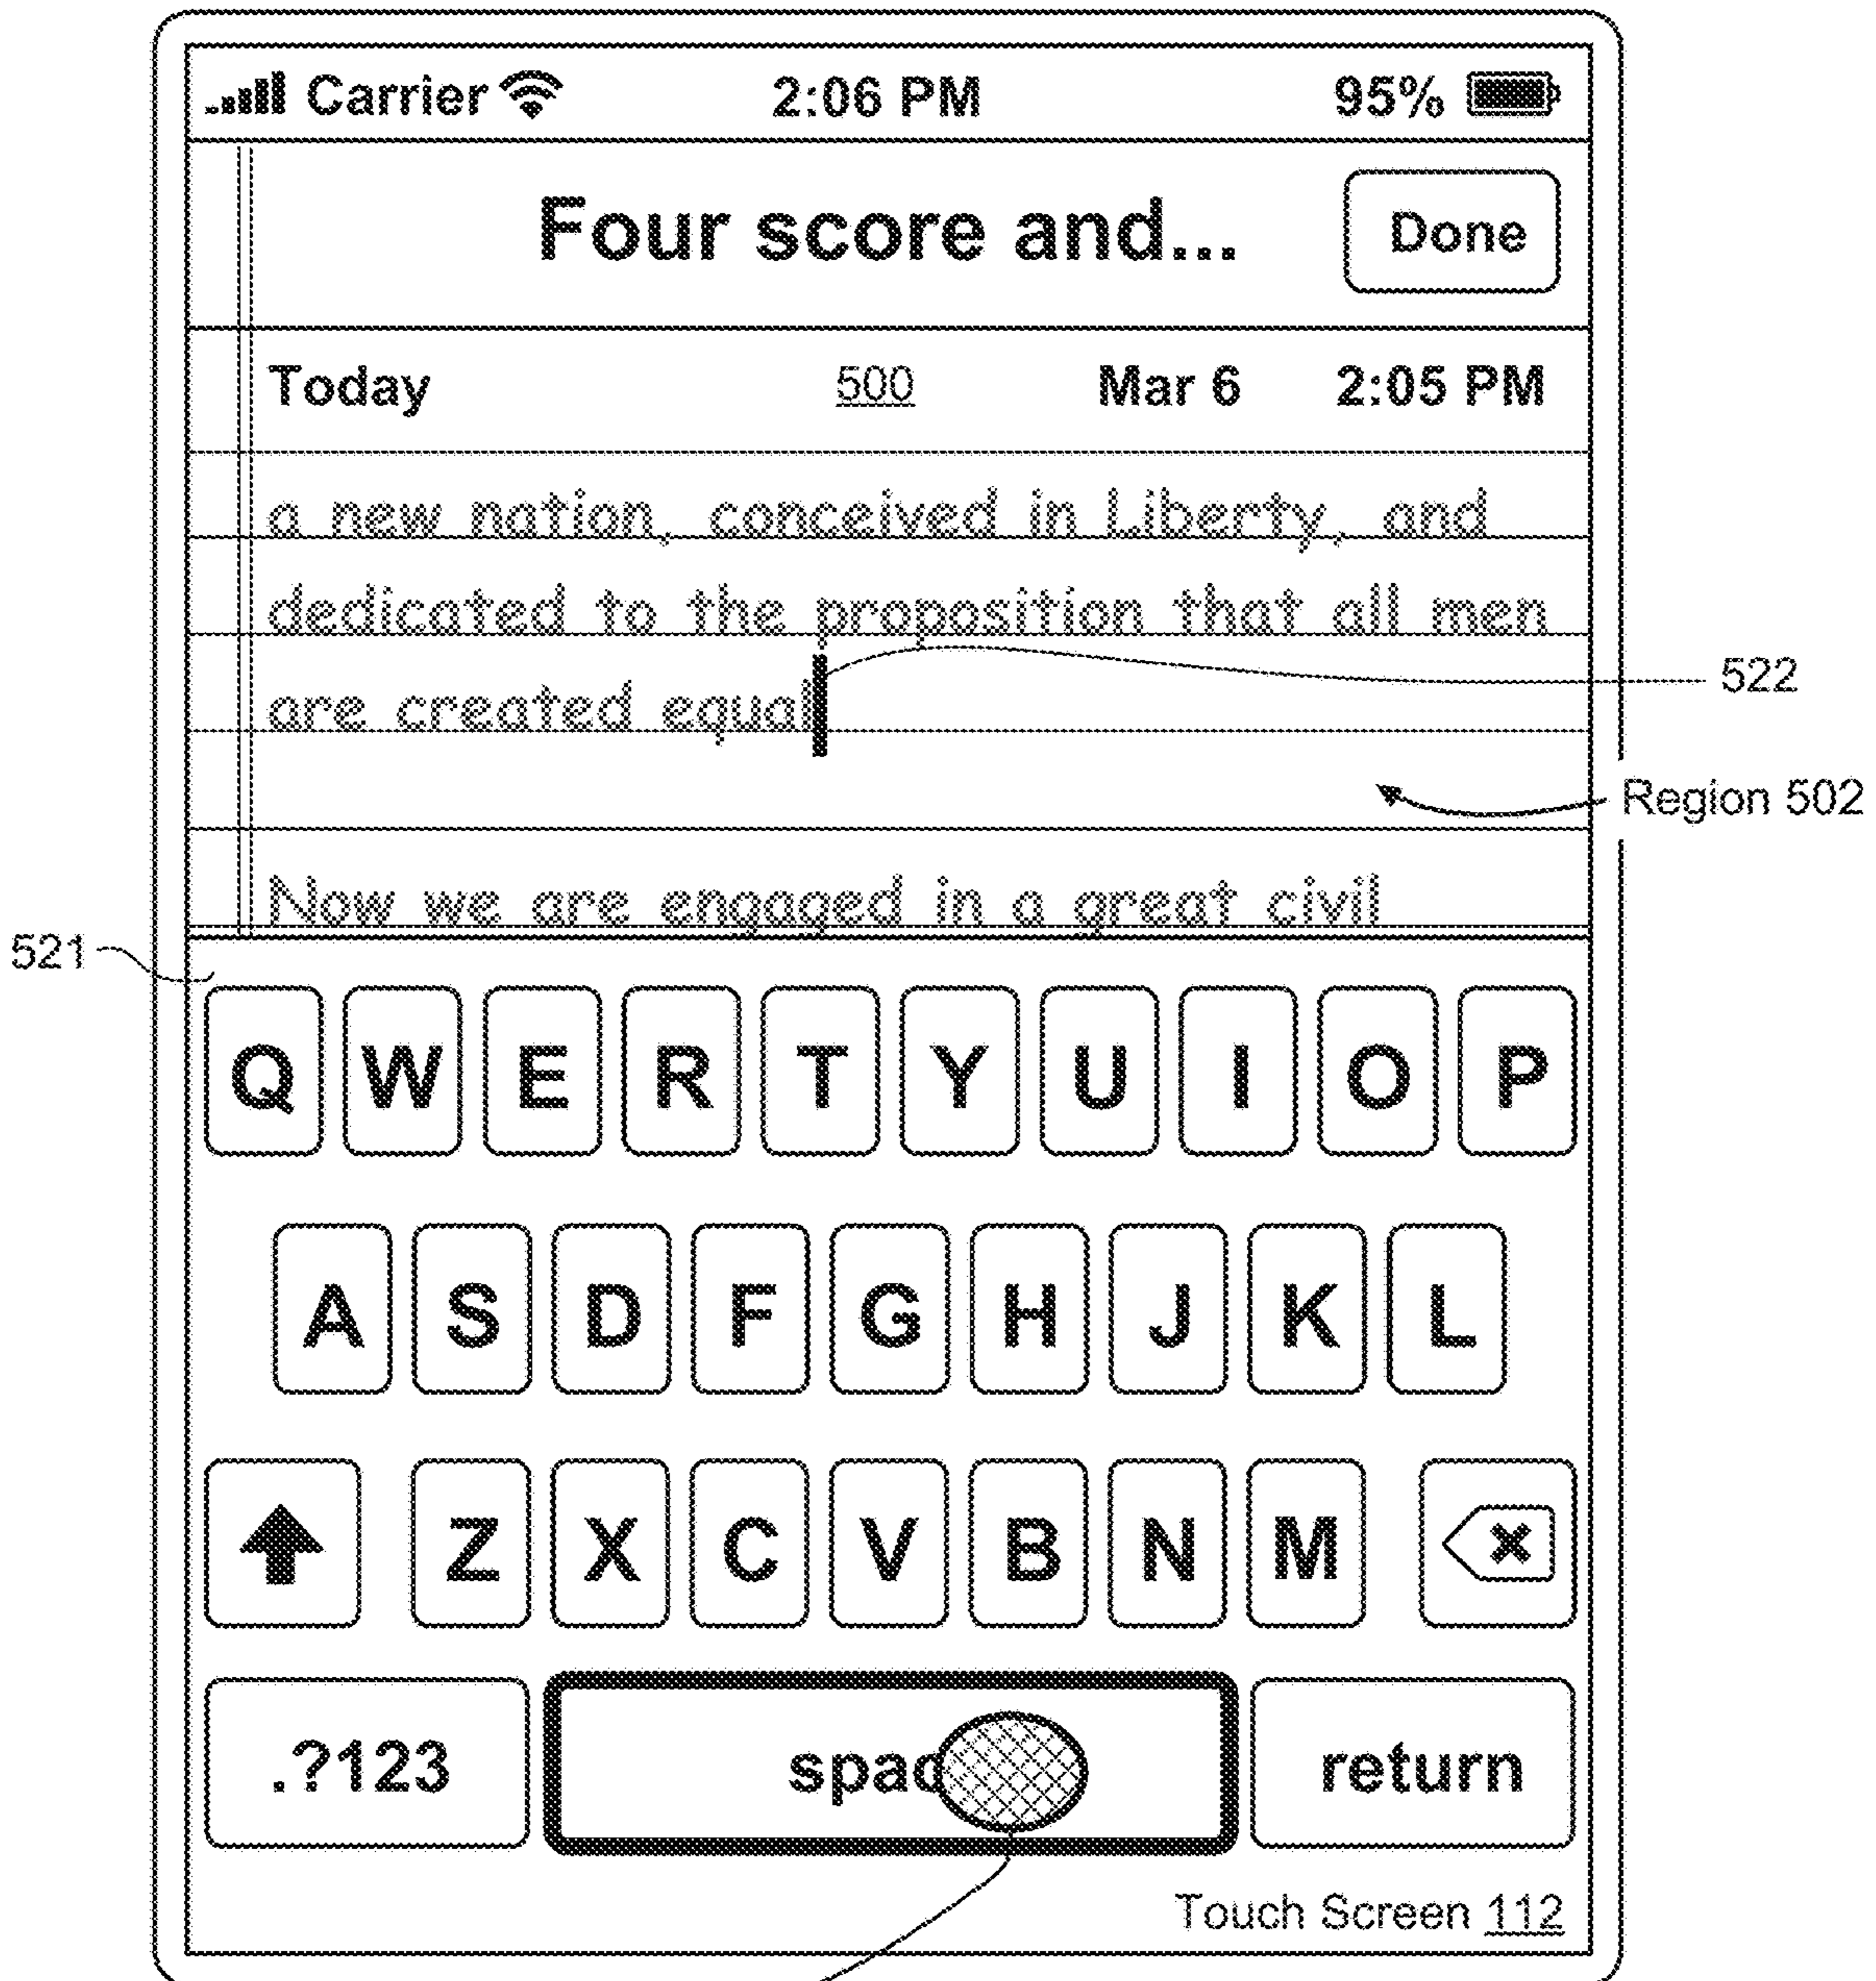 Carrier 2:06 PM 95%
Four score and... Done
Today 500 Mar 6 2:05 PM
a new nation, conceived in Liberty, and
dedicated to the proposition that all men
are created equal
522
Region 502
Now we are engaged in a great civil
521
Q W E R T Y U I O P
A S D F G H J K L
Z X C V B N M
.?123 spac return
Touch Screen 112